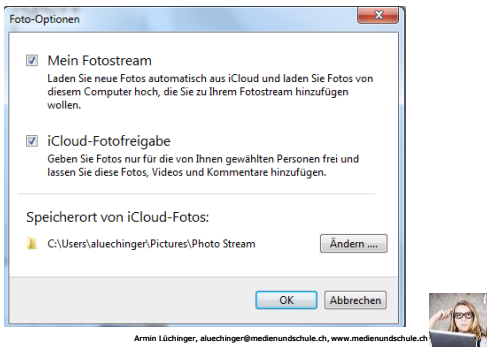 Foto-Optionen
Mein Fotostream
Laden Sie neue Fotos automatisch aus iCloud und laden Sie Fotos von
diesem Computer hoch, die Sie zu Ihrem Fotostream hinzufügen
wollen.
iCloud-Fotofreigabe
Geben Sie Fotos nur für die von Ihnen gewählten Personen frei und
lassen Sie diese Fotos, Videos und Kommentare hinzufügen.
Speicherort von iCloud-Fotos:
C:\Users\aluechinger\Pictures\Photo Stream
Ändern ....
OK
Abbrechen
Armin Lüchinger, aluechinger@medienundschule.ch, www.medienundschule.ch